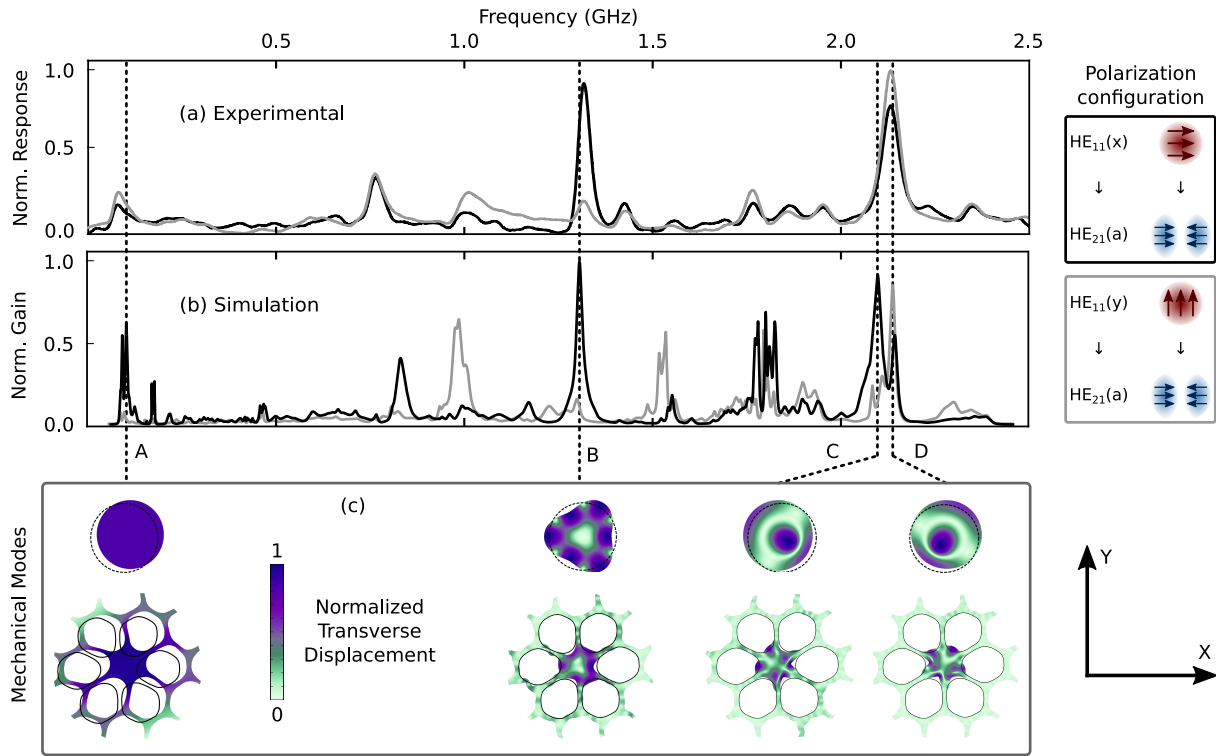 Frequency (GHz)
0.5 1.0 1.5 2.0 2.5
Norm. Response
1.0
0.5
0.0
(a) Experimental
Norm. Gain
1.0
0.5
0.0
(b) Simulation
A B C D
Polarization
configuration
HE11(x)
↓ ↓
HE21(a)
HE11(y)
↓ ↓
HE21(a)
Mechanical Modes
(c)
1
0
Normalized
Transverse
Displacement
Y
X